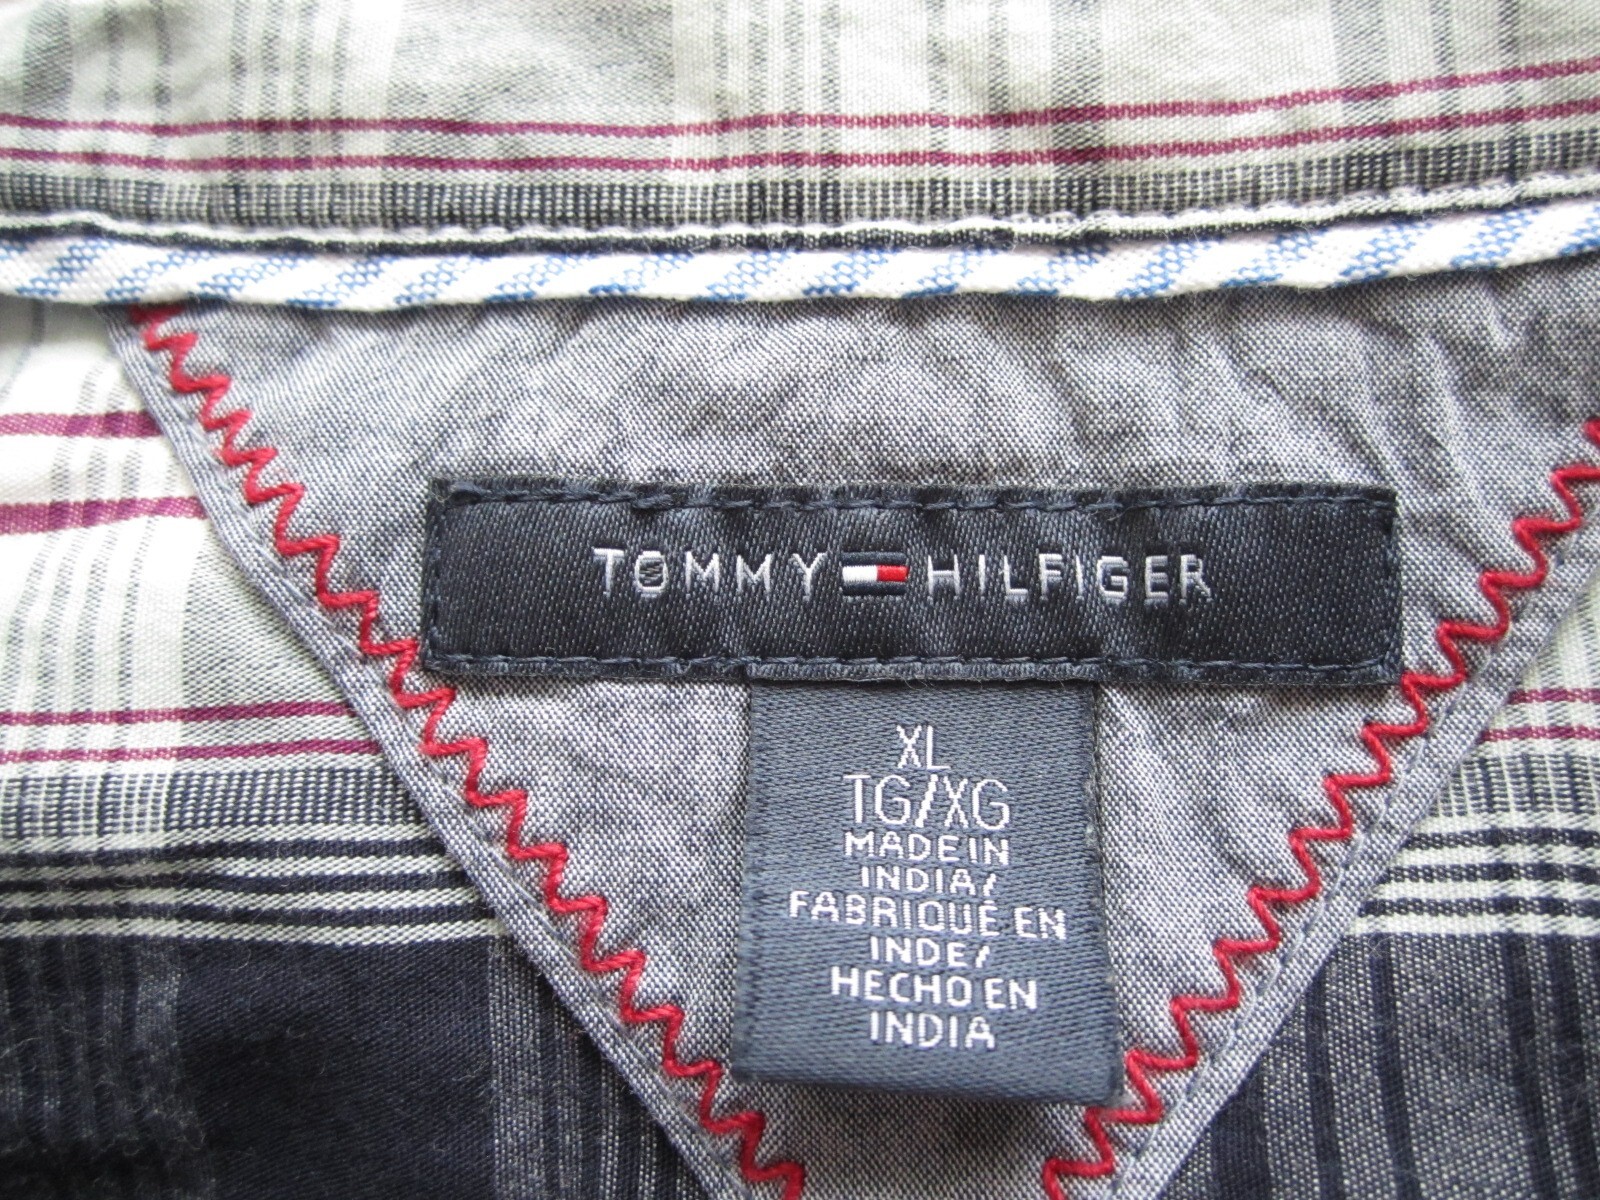 TOMMY HILFIGER
XL
TG/XG
MADE IN
INDIA/
FABRIQUÉ EN
INDE/
HECHO EN
INDIA